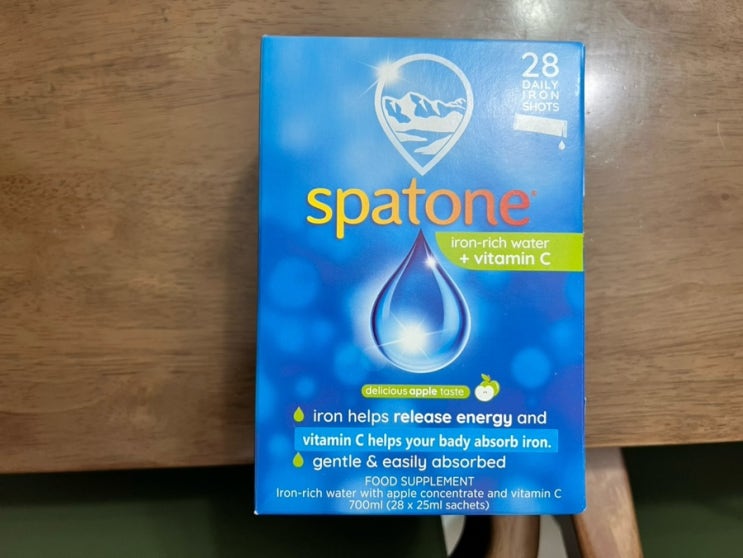 28
DAILY
IRON
SHOTS
spatone®
iron-rich water
+ vitamin C
delicious apple taste
iron helps release energy and
vitamin C helps your bady absorb iron.
gentle & easily absorbed
FOOD SUPPLEMENT
Iron-rich water with apple concentrate and vitamin C
700ml (28 x 25ml sachets)